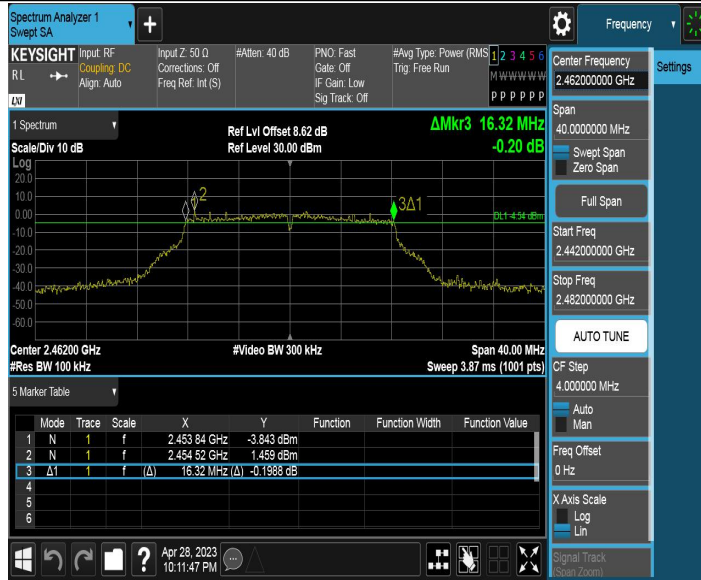 Spectrum Analyzer 1
Swept SA
+
Frequency
KEYSIGHT
RL
LXI
Input: RF
Coupling: DC
Align: Auto
Input Z: 50 Ω
Corrections: Off
Freq Ref: Int (S)
#Atten: 40 dB
PNO: Fast
Gate: Off
IF Gain: Low
Sig Track: Off
#Avg Type: Power (RMS
Trig: Free Run
1 2 3 4 5 6
M W W W W W
P P P P P P
1 Spectrum
Scale/Div 10 dB
Ref Lvl Offset 8.62 dB
Ref Level 30.00 dBm
ΔMkr3 16.32 MHz
-0.20 dB
Log
20.0
10.0
0.00
-10.0
-20.0
-30.0
-40.0
-50.0
-60.0
2
3Δ1
DL1 -4.54 dBm
Center 2.46200 GHz
#Video BW 300 kHz
Span 40.00 MHz
#Res BW 100 kHz
Sweep 3.87 ms (1001 pts)
5 Marker Table
Mode Trace Scale X Y Function Function Width Function Value
1 N 1 f 2.453 84 GHz -3.843 dBm
2 N 1 f 2.454 52 GHz 1.459 dBm
3 Δ1 1 f (Δ) 16.32 MHz (Δ) -0.1988 dB
4
5
6
?
Apr 28, 2023
10:11:47 PM
Center Frequency
2.462000000 GHz
Settings
Span
40.0000000 MHz
Swept Span
Zero Span
Full Span
Start Freq
2.442000000 GHz
Stop Freq
2.482000000 GHz
AUTO TUNE
CF Step
4.000000 MHz
Auto
Man
Freq Offset
0 Hz
X Axis Scale
Log
Lin
Signal Track
(Span Zoom)